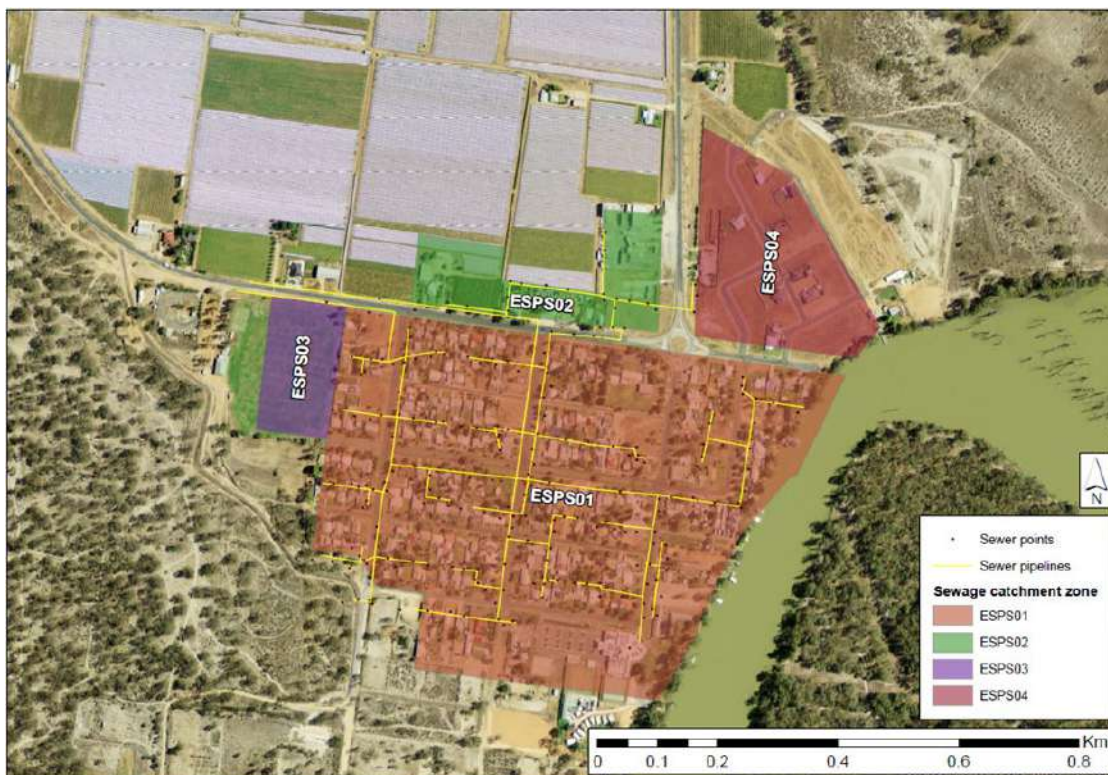 ESPS04
ESPS02
ESPS03
ESPS01
N
Sewer points
Sewer pipelines
Sewage catchment zone
ESPS01
ESPS02
ESPS03
ESPS04
Km
0 0.1 0.2 0.4 0.6 0.8